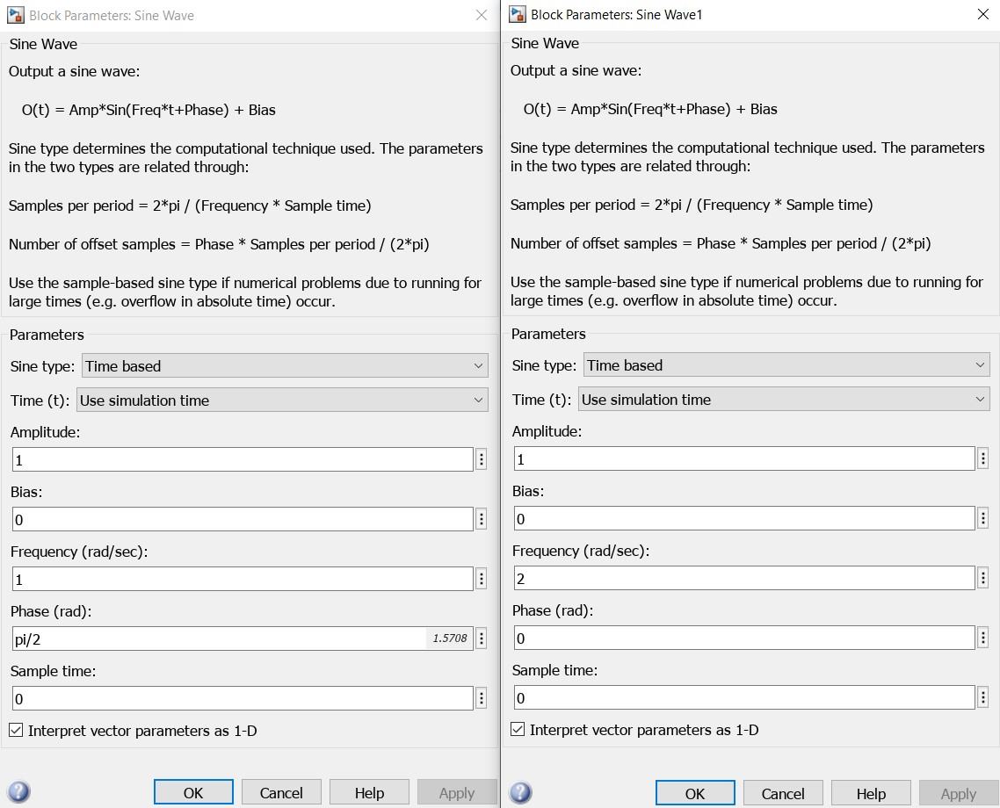 Block Parameters: Sine Wave
Sine Wave
Output a sine wave:
O(t) = Amp*Sin(Freq*t+Phase) + Bias
Sine type determines the computational technique used. The parameters
in the two types are related through:
Samples per period = 2*pi / (Frequency * Sample time)
Number of offset samples = Phase * Samples per period / (2*pi)
Use the sample-based sine type if numerical problems due to running for
large times (e.g. overflow in absolute time) occur.
Parameters
Sine type: Time based
Time (t): Use simulation time
Amplitude:
1
Bias:
0
Frequency (rad/sec):
1
Phase (rad):
pi/2 1.5708
Sample time:
0
Interpret vector parameters as 1-D
OK Cancel Help Apply
Block Parameters: Sine Wave1
Sine Wave
Output a sine wave:
O(t) = Amp*Sin(Freq*t+Phase) + Bias
Sine type determines the computational technique used. The parameters
in the two types are related through:
Samples per period = 2*pi / (Frequency * Sample time)
Number of offset samples = Phase * Samples per period / (2*pi)
Use the sample-based sine type if numerical problems due to running for
large times (e.g. overflow in absolute time) occur.
Parameters
Sine type: Time based
Time (t): Use simulation time
Amplitude:
1
Bias:
0
Frequency (rad/sec):
2
Phase (rad):
0
Sample time:
0
Interpret vector parameters as 1-D
OK Cancel Help Apply